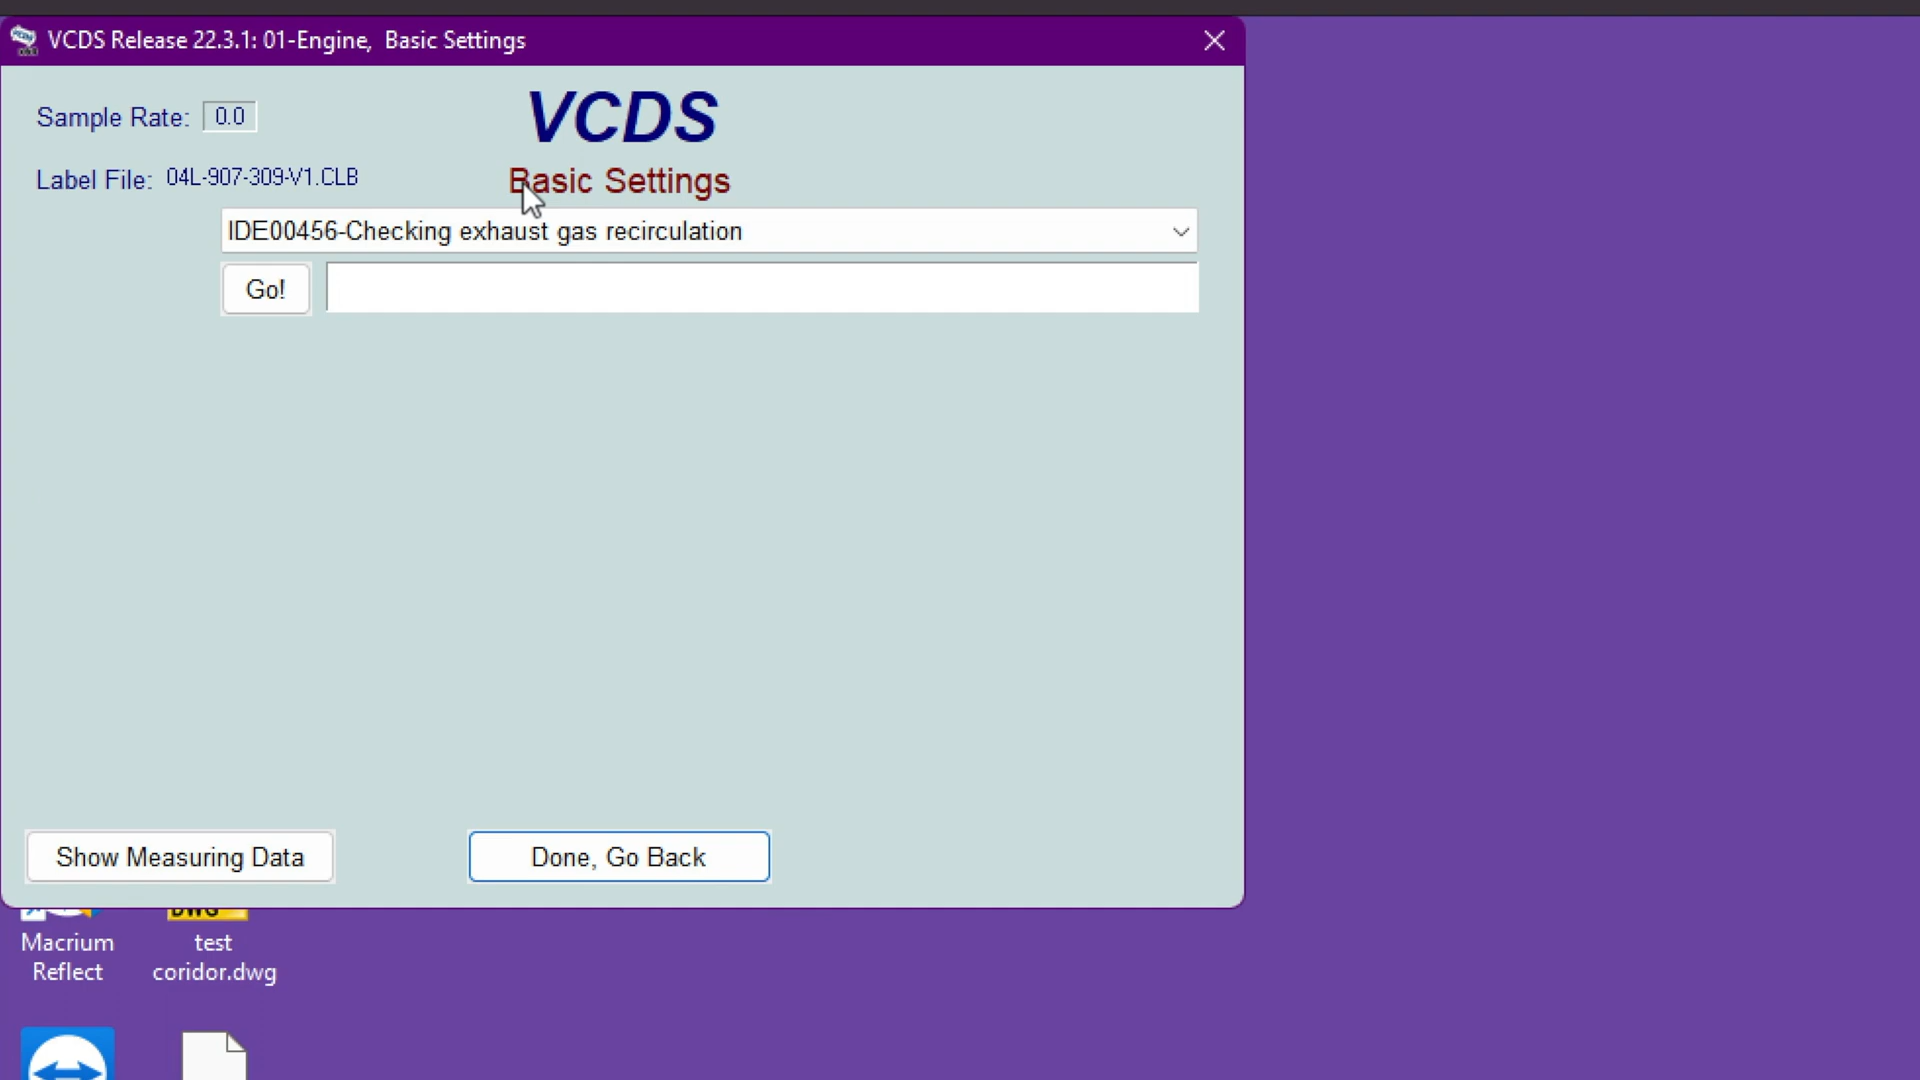 VCDS Release 22.3.1: 01-Engine, Basic Settings
Sample Rate: 0.0
VCDS
Label File: 04L-907-309-V1.CLB
Basic Settings
IDE00456-Checking exhaust gas recirculation
Go!
Show Measuring Data
Done, Go Back
DWG
Macrium
Reflect
test
coridor.dwg